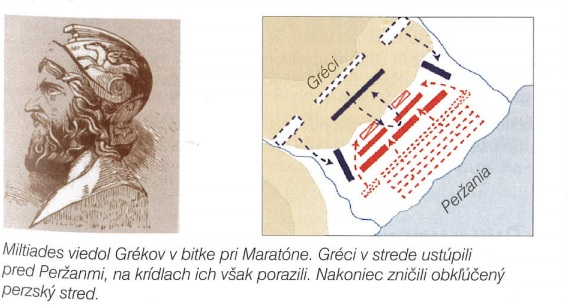 Gréci
Peržania
Miltiades viedol Grékov v bitke pri Maratóne. Gréci v strede ustúpili
pred Peržanmi, na krídlach ich však porazili. Nakoniec zničili obkľúčený
perzský stred.